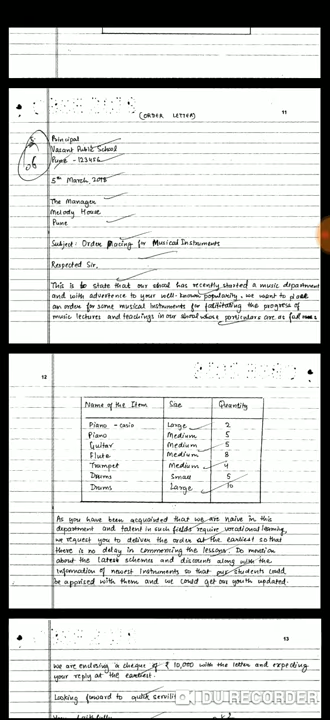 (ORDER LETTER)
11
06
Principal
Vasant Public School
Pune - 123456
5th March, 2018
The Manager
Melody House
Pune
Subject: Order Placing for Musical Instruments
Respected Sir,
This is to state that our school has recently started a music department
and with advertence to your well-known popularity, we want to place
an order for some musical instruments for facilitating the progress of
music lectures and teachings in our school whose particulars are as follows
12
Name of the Item Size Quantity
Piano - casio Large 2
Piano Medium 5
Guitar Medium 5
Flute Medium 8
Trumpet Medium 4
Drums Small 5
Drums Large 10
As you have been acquainted that we are naive in this
department and talent in such fields require vocational learning,
we request you to deliver the order at the earliest so that
there is no delay in commencing the lessons. Do mention
about the latest schemes and discounts along with the
information of newest instruments so that our students could
be apprised with them and we could get our youth updated.
13
We are enclosing a cheque of ₹ 10,000 with the letter and expecting
your reply at the earliest.
Looking forward to quick
DU RECORDER